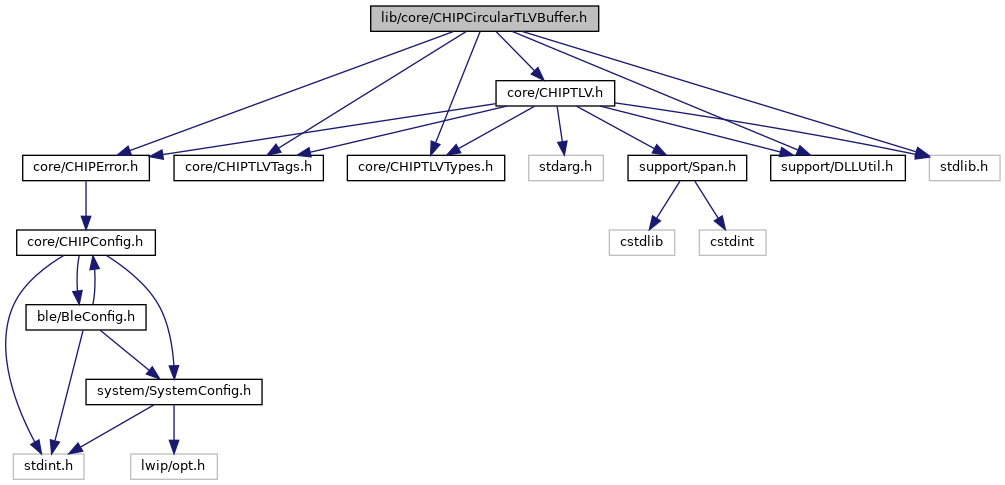 lib/core/CHIPCircularTLVBuffer.h
core/CHIPTLV.h
core/CHIPError.h
core/CHIPTLVTags.h
core/CHIPTLVTypes.h
stdarg.h
support/Span.h
support/DLLUtil.h
stdlib.h
core/CHIPConfig.h
cstdlib
cstdint
ble/BleConfig.h
system/SystemConfig.h
stdint.h
lwip/opt.h